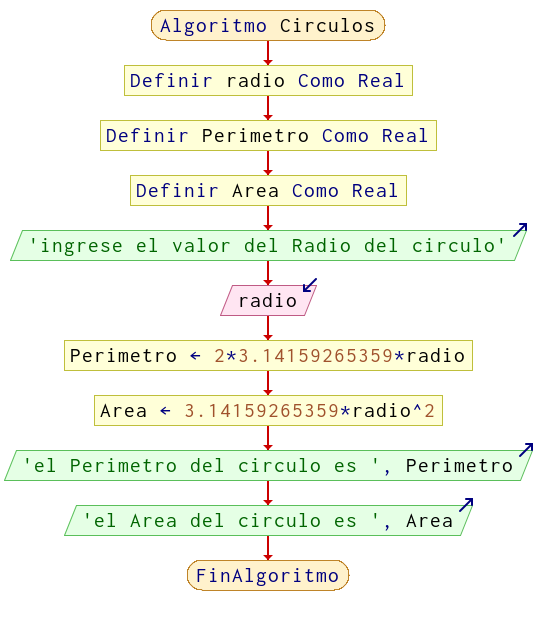 Algoritmo Circulos
Definir radio Como Real
Definir Perimetro Como Real
Definir Area Como Real
'ingrese el valor del Radio del circulo'
radio
Perimetro ← 2*3.14159265359*radio
Area ← 3.14159265359*radio^2
'el Perimetro del circulo es ', Perimetro
'el Area del circulo es ', Area
FinAlgoritmo